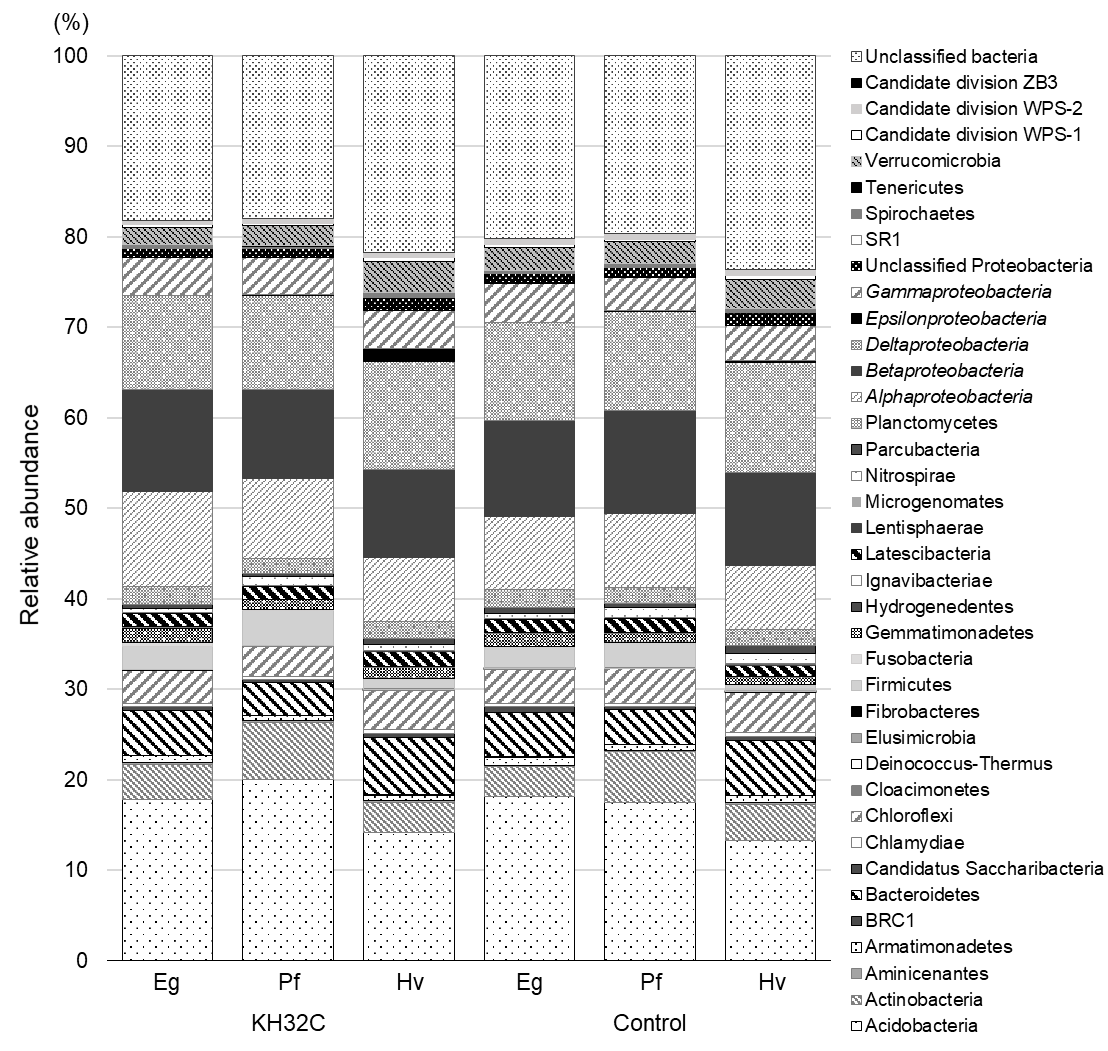 (%)
100
90
80
70
60
50
40
30
20
10
0
Relative abundance
Eg Pf Hv Eg Pf Hv
KH32C Control
Unclassified bacteria
Candidate division ZB3
Candidate division WPS-2
Candidate division WPS-1
Verrucomicrobia
Tenericutes
Spirochaetes
SR1
Unclassified Proteobacteria
Gammaproteobacteria
Epsilonproteobacteria
Deltaproteobacteria
Betaproteobacteria
Alphaproteobacteria
Planctomycetes
Parcubacteria
Nitrospirae
Microgenomates
Lentisphaerae
Latescibacteria
Ignavibacteriae
Hydrogenedentes
Gemmatimonadetes
Fusobacteria
Firmicutes
Fibrobacteres
Elusimicrobia
Deinococcus-Thermus
Cloacimonetes
Chloroflexi
Chlamydiae
Candidatus Saccharibacteria
Bacteroidetes
BRC1
Armatimonadetes
Aminicenantes
Actinobacteria
Acidobacteria